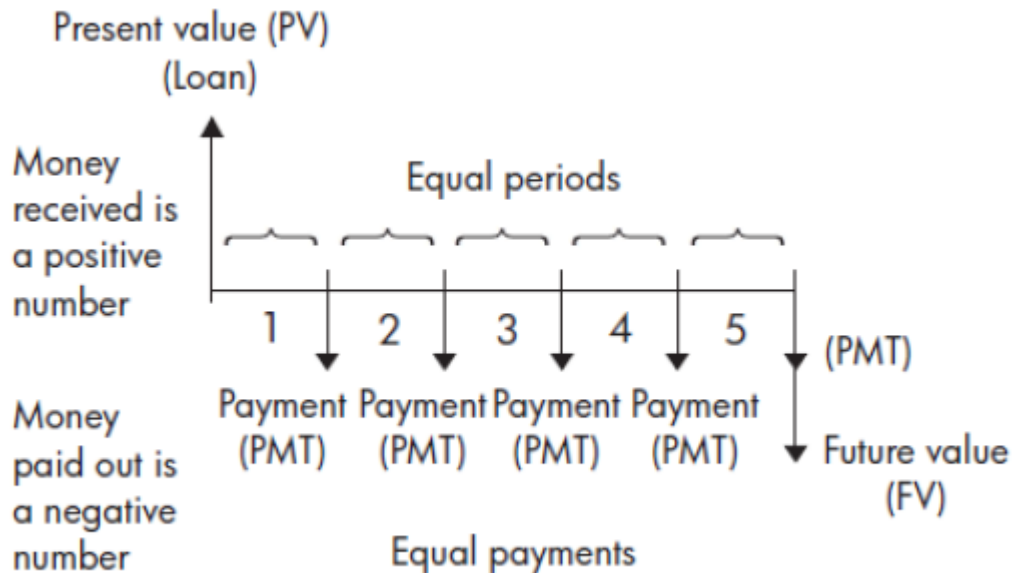 Present value (PV)
(Loan)
Money
received is
a positive
number
Equal periods
1 2 3 4 5
(PMT)
Payment Payment Payment Payment
(PMT) (PMT) (PMT) (PMT)
Money
paid out is
a negative
number
Future value
(FV)
Equal payments